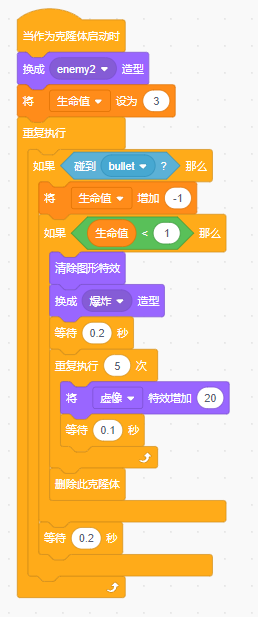 当作为克隆体启动时
换成 enemy2 造型
将 生命值 设为 3
重复执行
如果 碰到 bullet ? 那么
将 生命值 增加 -1
如果 生命值 < 1 那么
清除图形特效
换成 爆炸 造型
等待 0.2 秒
重复执行 5 次
将 虚像 特效增加 20
等待 0.1 秒
删除此克隆体
等待 0.2 秒